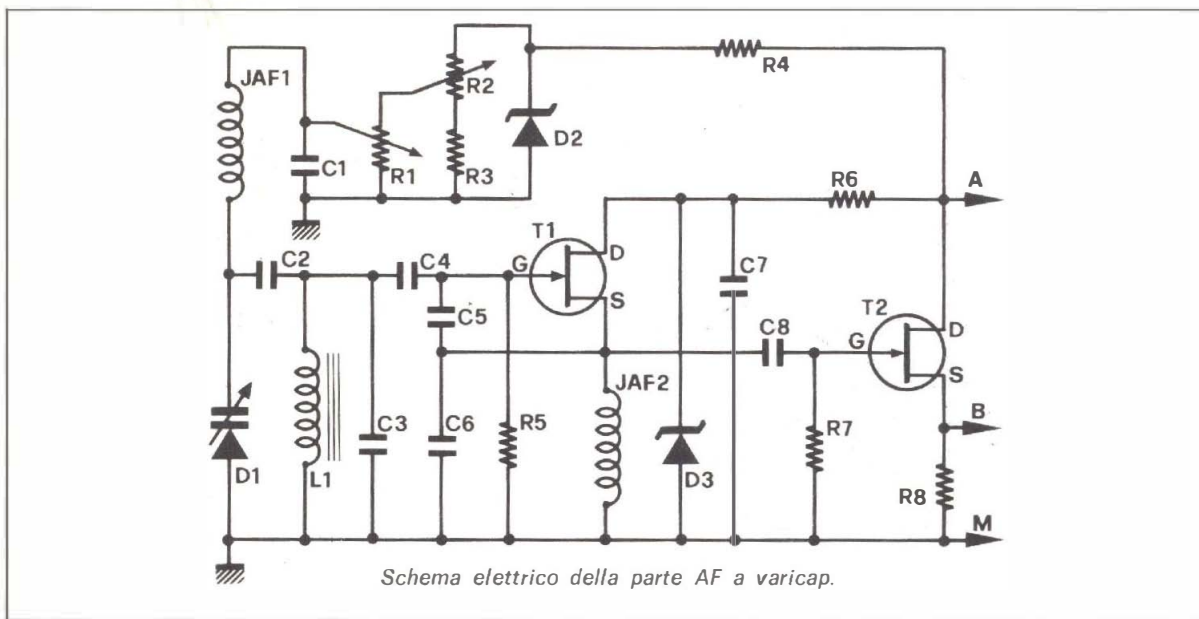 JAF1
R2
R4
C1
R1
R3
D2
R6
A
T1
C2
C4
G
D
S
C7
T2
C5
C8
G
D
S
JAF2
B
C3
C6
R5
R7
D1
L1
D3
R8
M
Schema elettrico della parte AF a varicap.